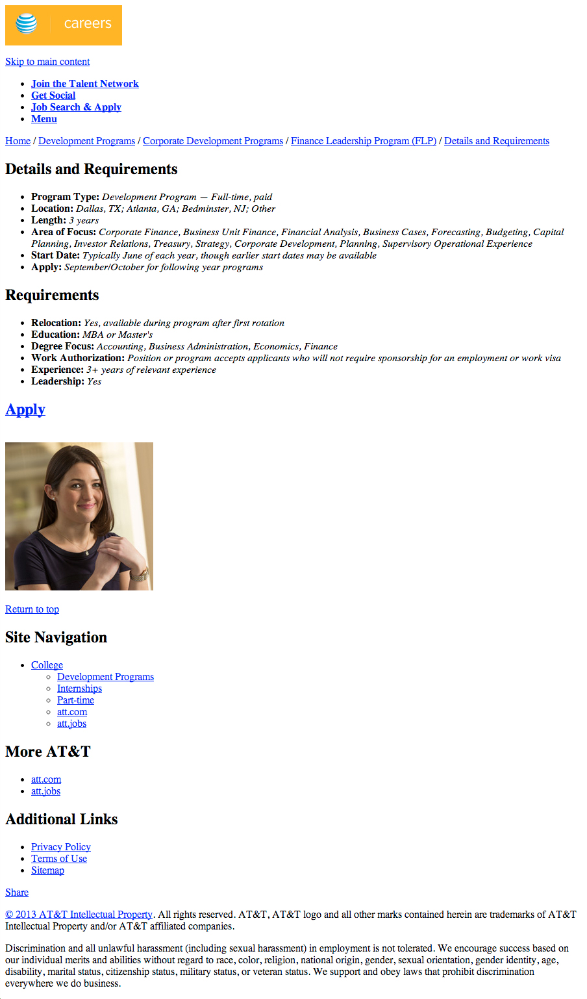 careers
Skip to main content
Join the Talent Network
Get Social
Job Search & Apply
Menu
Home / Development Programs / Corporate Development Programs / Finance Leadership Program (FLP) / Details and Requirements
Details and Requirements
Program Type: Development Program — Full-time, paid
Location: Dallas, TX; Atlanta, GA; Bedminster, NJ; Other
Length: 3 years
Area of Focus: Corporate Finance, Business Unit Finance, Financial Analysis, Business Cases, Forecasting, Budgeting, Capital
Planning, Investor Relations, Treasury, Strategy, Corporate Development, Planning, Supervisory Operational Experience
Start Date: Typically June of each year, though earlier start dates may be available
Apply: September/October for following year programs
Requirements
Relocation: Yes, available during program after first rotation
Education: MBA or Master's
Degree Focus: Accounting, Business Administration, Economics, Finance
Work Authorization: Position or program accepts applicants who will not require sponsorship for an employment or work visa
Experience: 3+ years of relevant experience
Leadership: Yes
Apply
Return to top
Site Navigation
College
Development Programs
Internships
Part-time
att.com
att.jobs
More AT&T
att.com
att.jobs
Additional Links
Privacy Policy
Terms of Use
Sitemap
Share
© 2013 AT&T Intellectual Property. All rights reserved. AT&T, AT&T logo and all other marks contained herein are trademarks of AT&T
Intellectual Property and/or AT&T affiliated companies.
Discrimination and all unlawful harassment (including sexual harassment) in employment is not tolerated. We encourage success based on
our individual merits and abilities without regard to race, color, religion, national origin, gender, sexual orientation, gender identity, age,
disability, marital status, citizenship status, military status, or veteran status. We support and obey laws that prohibit discrimination
everywhere we do business.